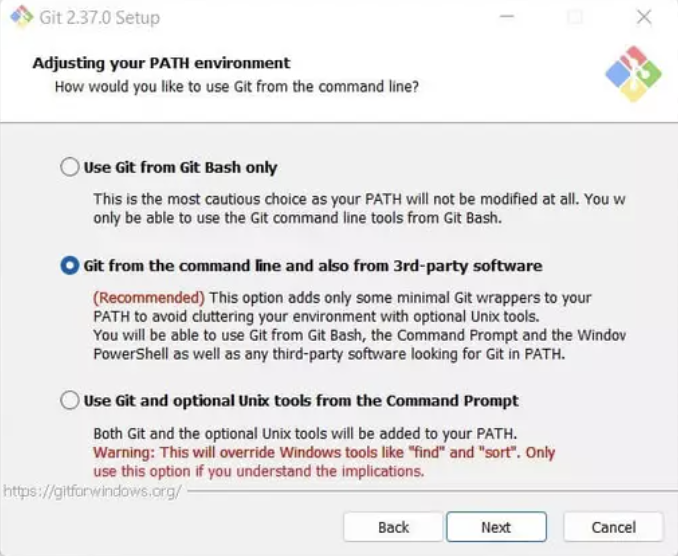 Git 2.37.0 Setup
Adjusting your PATH environment
How would you like to use Git from the command line?
Use Git from Git Bash only
This is the most cautious choice as your PATH will not be modified at all. You w
only be able to use the Git command line tools from Git Bash.
Git from the command line and also from 3rd-party software
(Recommended) This option adds only some minimal Git wrappers to your
PATH to avoid cluttering your environment with optional Unix tools.
You will be able to use Git from Git Bash, the Command Prompt and the Window
PowerShell as well as any third-party software looking for Git in PATH.
Use Git and optional Unix tools from the Command Prompt
Both Git and the optional Unix tools will be added to your PATH.
Warning: This will override Windows tools like "find" and "sort". Only
use this option if you understand the implications.
https://gitforwindows.org/
Back
Next
Cancel